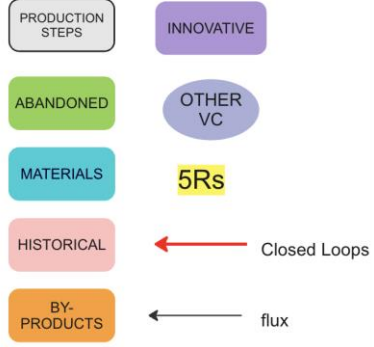 PRODUCTION
STEPS
INNOVATIVE
ABANDONED
OTHER
VC
MATERIALS
5Rs
HISTORICAL
Closed Loops
BY-
PRODUCTS
flux